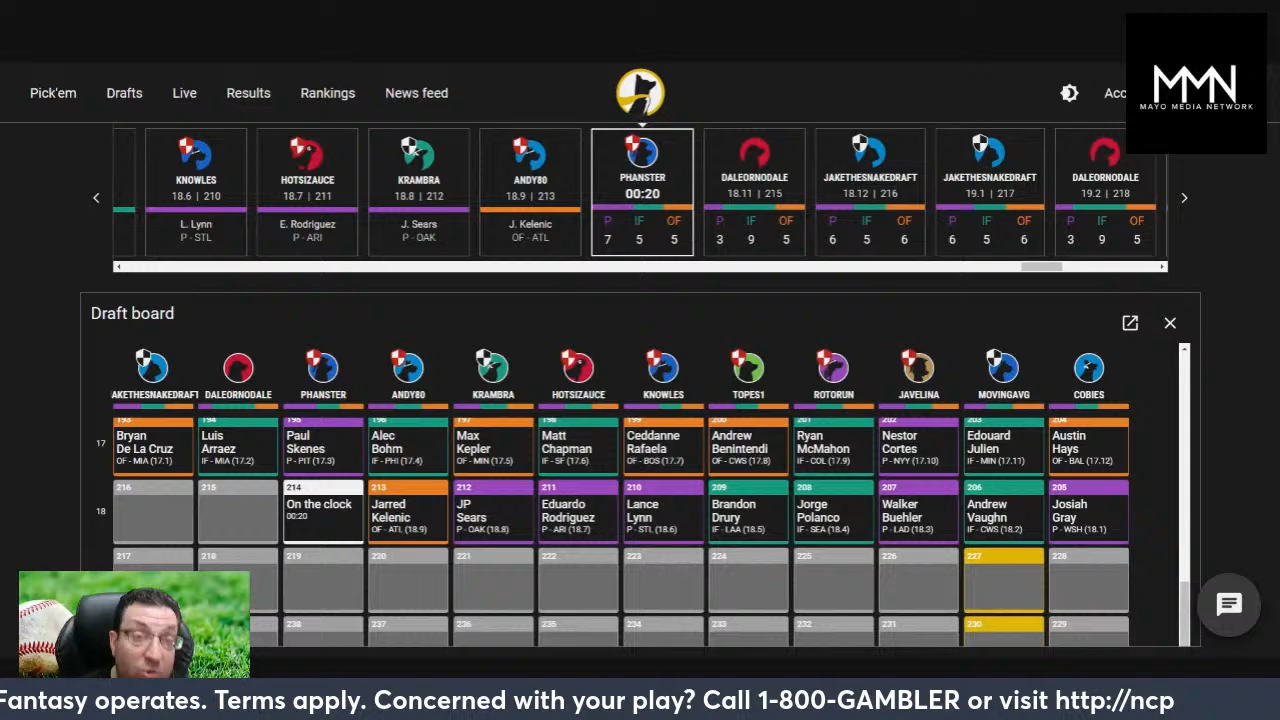 MMN
MAYO MEDIA NETWORK
Pick'em Drafts Live Results Rankings News feed
KNOWLES HOTSIZAUCE KRAMBRA ANDY80 PHANSTER DALEORNODALE JAKETHESNAKEDRAFT JAKETHESNAKEDRAFT DALEORNODALE
18.6 | 210 18.7 | 211 18.8 | 212 18.9 | 213 00:20 18.11 | 215 18.12 | 216 19.1 | 217 19.2 | 218
L. Lynn E. Rodriguez J. Sears J. Kelenic P IF OF P IF OF P IF OF P IF OF P IF OF
P - STL P - ARI P - OAK OF - ATL 7 5 5 3 9 5 6 5 6 6 5 6 3 9 5
Draft board
AKETHESNAKEDRAFT DALEORNODALE PHANSTER ANDY80 KRAMBRA HOTSIZAUCE KNOWLES TOPES1 ROTORUN JAVELINA MOVINGAVG COBIES
193 194 195 196 197 198 199 200 201 202 203 204
17
Bryan Luis Paul Alec Max Matt Ceddanne Andrew Ryan Nestor Edouard Austin
De La Cruz Arraez Skenes Bohm Kepler Chapman Rafaela Benintendi McMahon Cortes Julien Hays
OF - MIA (17.1) IF - MIA (17.2) P - PIT (17.3) IF - PHI (17.4) OF - MIN (17.5) IF - SF (17.6) OF - BOS (17.7) OF - CWS (17.8) IF - COL (17.9) P - NYY (17.10) IF - MIN (17.11) OF - BAL (17.12)
216 215 214 213 212 211 210 209 208 207 206 205
18
On the clock Jarred JP Eduardo Lance Brandon Jorge Walker Andrew Josiah
00:20 Kelenic Sears Rodriguez Lynn Drury Polanco Buehler Vaughn Gray
OF - ATL (18.9) P - OAK (18.8) P - ARI (18.7) P - STL (18.6) IF - LAA (18.5) IF - SEA (18.4) P - LAD (18.3) IF - CWS (18.2) P - WSH (18.1)
217 218 219 220 221 222 223 224 225 226 227 228
238 237 236 235 234 233 232 231 230 229
Fantasy operates. Terms apply. Concerned with your play? Call 1-800-GAMBLER or visit http://ncp